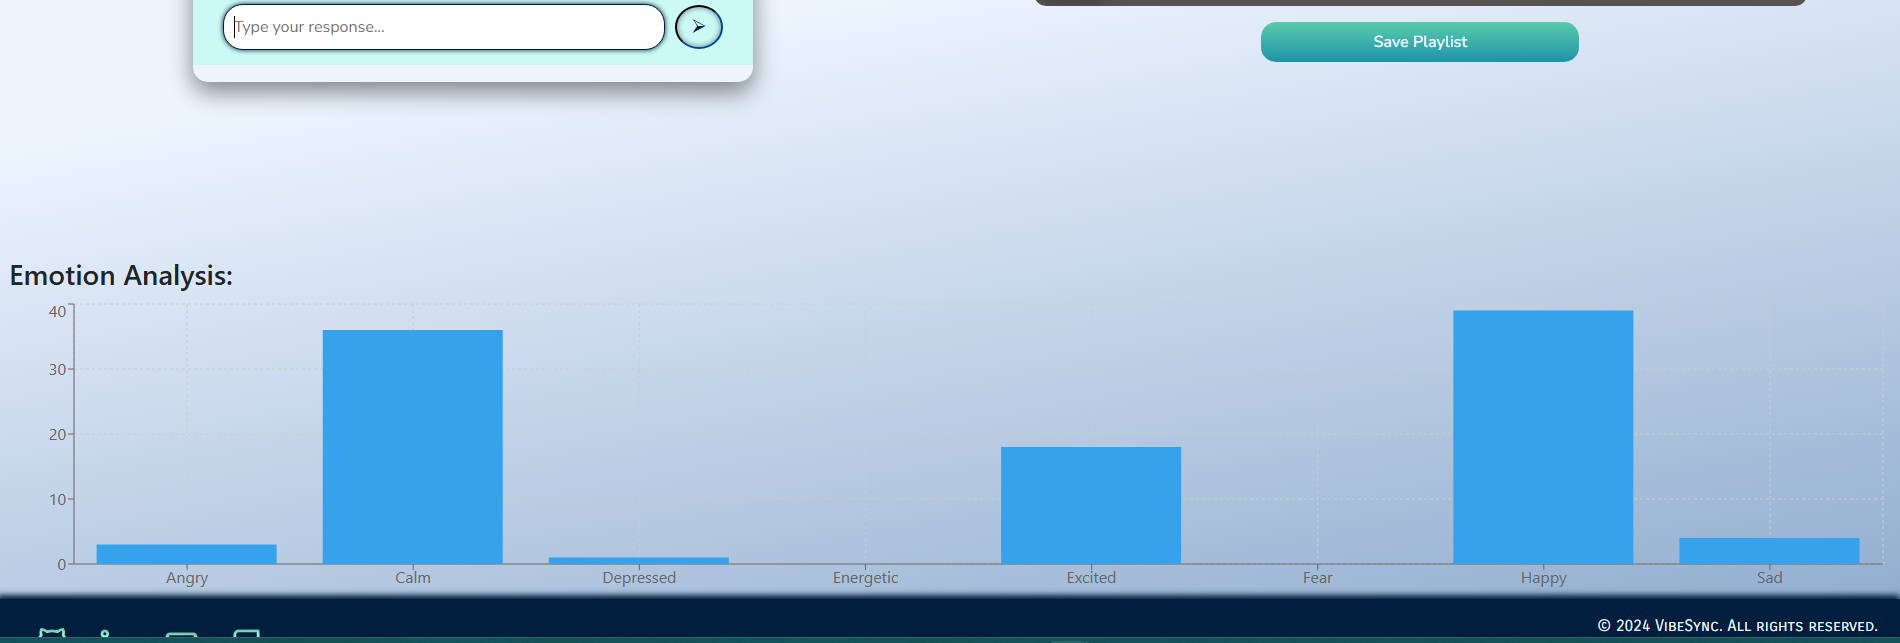 Type your response...
Save Playlist
Emotion Analysis:
40
30
20
10
0
Angry Calm Depressed Energetic Excited Fear Happy Sad
© 2024 VibeSync. All rights reserved.